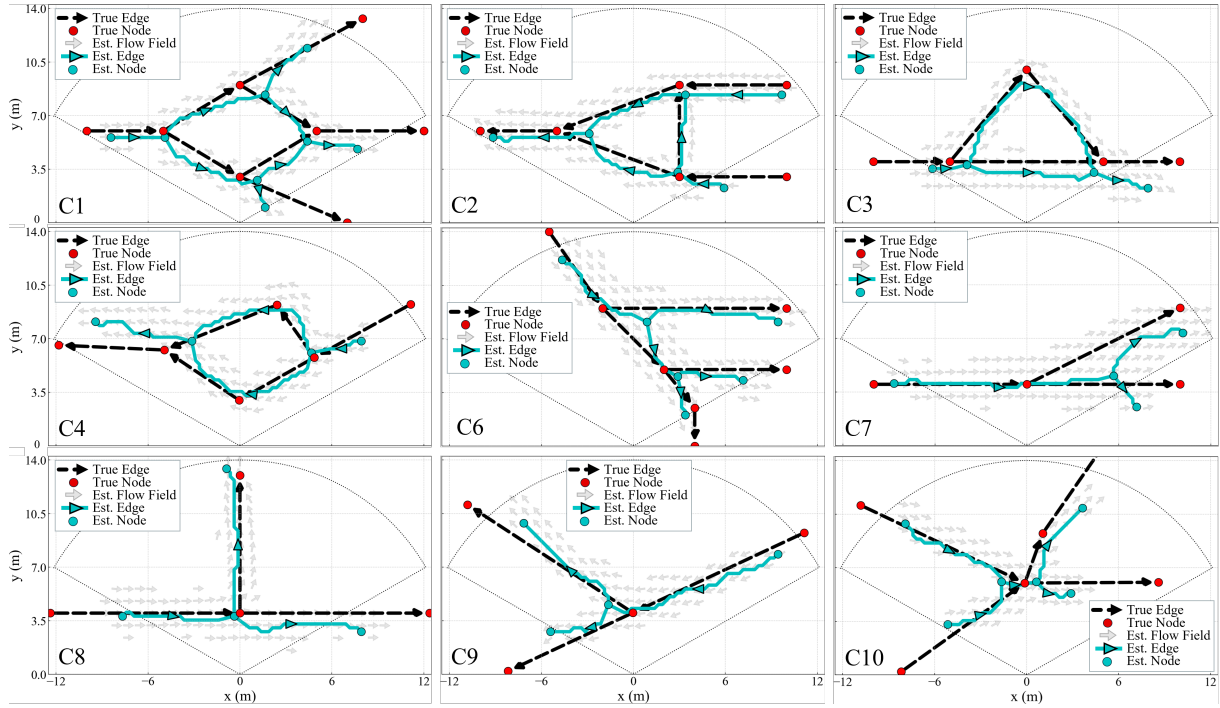 14.0
10.5
7.0
3.5
0
y (m)
True Edge
True Node
Est. Flow Field
Est. Edge
Est. Node
C1
True Edge
True Node
Est. Flow Field
Est. Edge
Est. Node
C2
True Edge
True Node
Est. Flow Field
Est. Edge
Est. Node
C3
14.0
10.5
7.0
3.5
0
y (m)
True Edge
True Node
Est. Flow Field
Est. Edge
Est. Node
C4
True Edge
True Node
Est. Flow Field
Est. Edge
Est. Node
C6
True Edge
True Node
Est. Flow Field
Est. Edge
Est. Node
C7
14.0
10.5
7.0
3.5
0.0
y (m)
True Edge
True Node
Est. Flow Field
Est. Edge
Est. Node
C8
−12 −6 0 6 12
x (m)
True Edge
True Node
Est. Flow Field
Est. Edge
Est. Node
C9
−12 −6 0 6 12
x (m)
True Edge
True Node
Est. Flow Field
Est. Edge
Est. Node
C10
−12 −6 0 6 12
x (m)